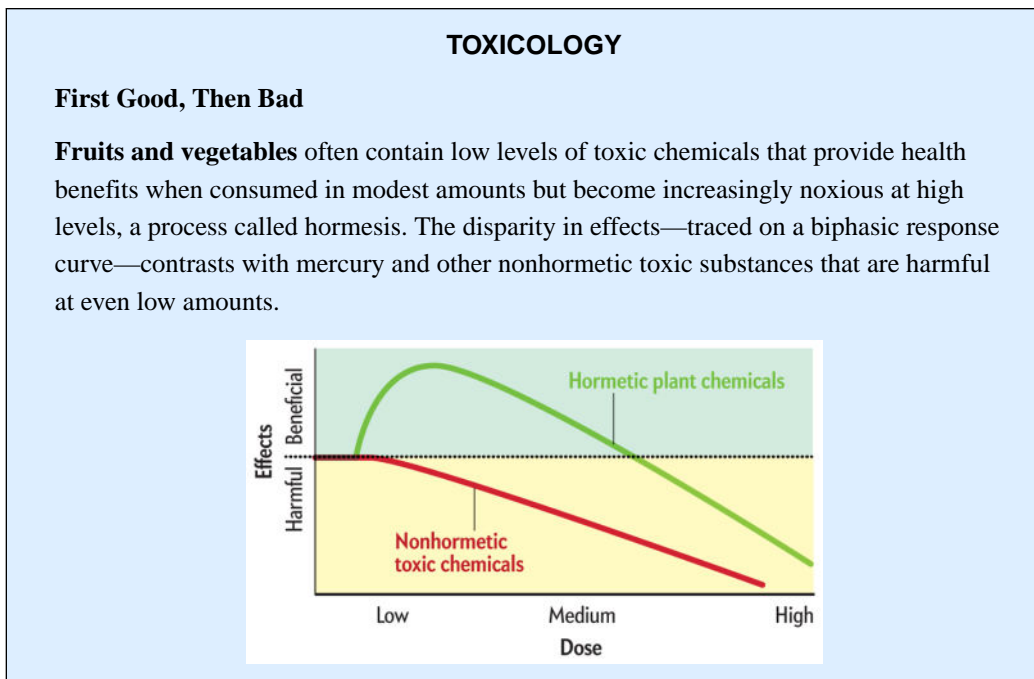 TOXICOLOGY
First Good, Then Bad
Fruits and vegetables often contain low levels of toxic chemicals that provide health
benefits when consumed in modest amounts but become increasingly noxious at high
levels, a process called hormesis. The disparity in effects—traced on a biphasic response
curve—contrasts with mercury and other nonhormetic toxic substances that are harmful
at even low amounts.
Effects
Beneficial
Harmful
Hormetic plant chemicals
Nonhormetic
toxic chemicals
Low Medium High
Dose